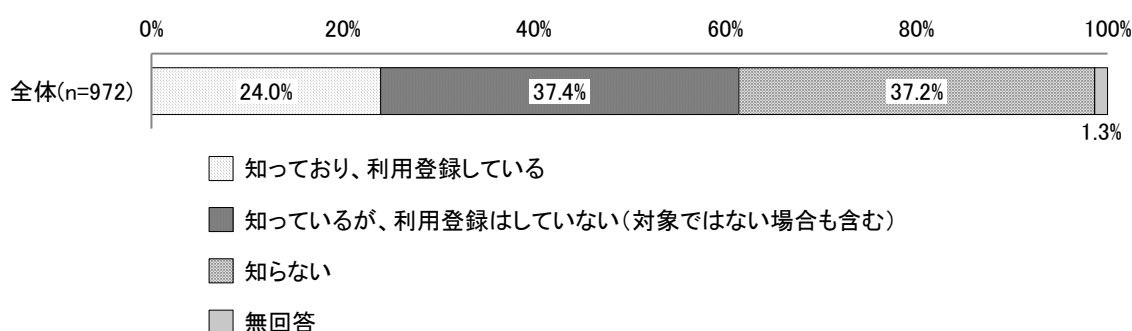 0% 20% 40% 60% 80% 100%
全体(n=972) 24.0% 37.4% 37.2%
1.3%
知っており、利用登録している
知っているが、利用登録はしていない（対象ではない場合も含む）
知らない
無回答